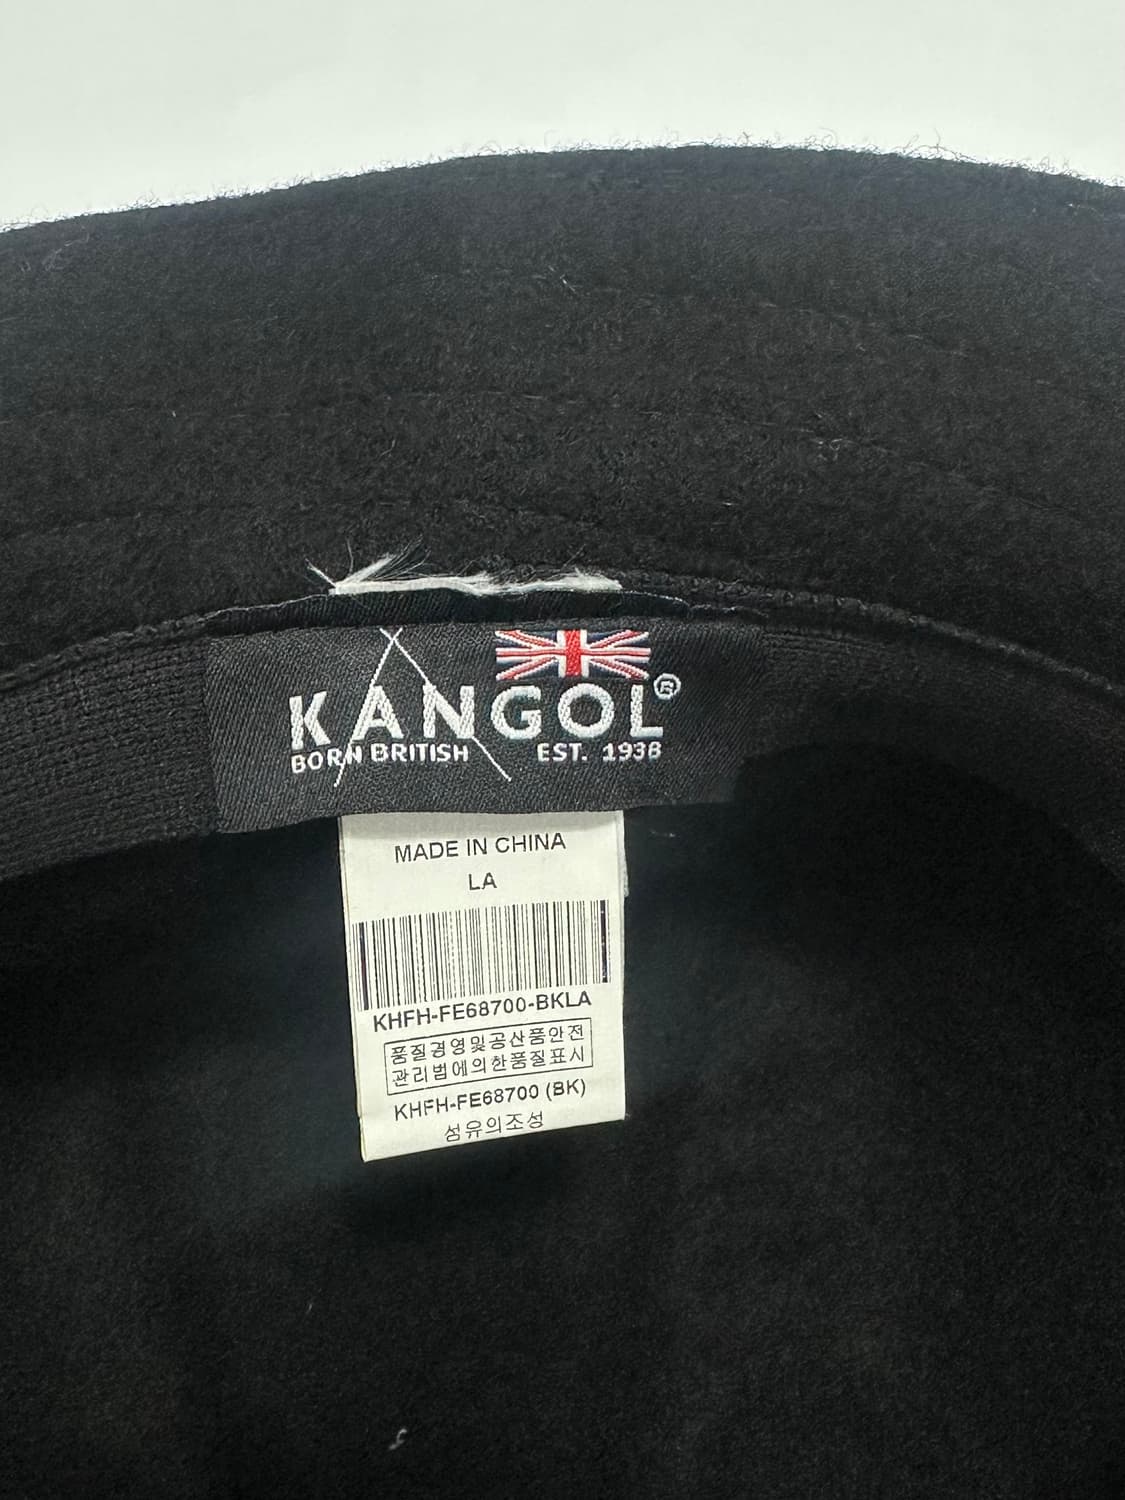 KANGOL®
BORN BRITISH EST. 1938
MADE IN CHINA
LA
KHFH-FE68700-BKLA
품질경영및공산품안전
관리법에의한품질표시
KHFH-FE68700 (BK)
섬유의조성